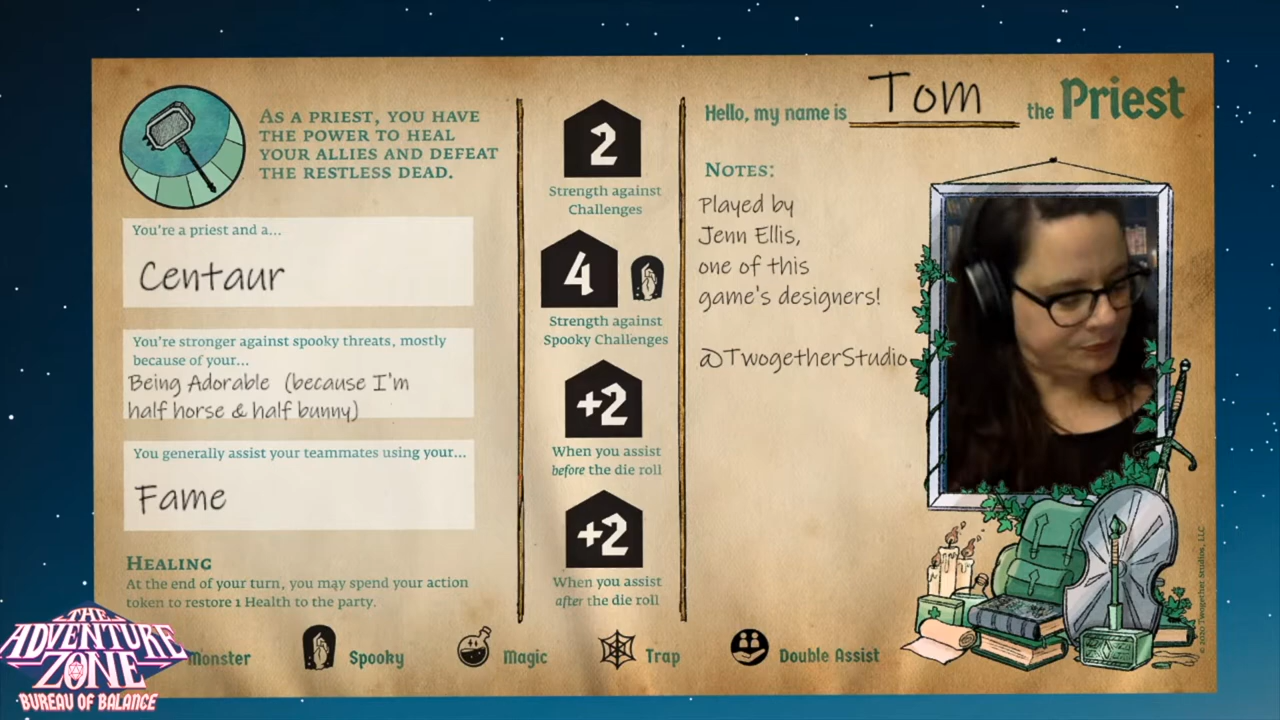 As a priest, you have
the power to heal
your allies and defeat
the restless dead.
You're a priest and a...
Centaur
You're stronger against spooky threats, mostly
because of your...
Being Adorable (because I'm
half horse & half bunny)
You generally assist your teammates using your...
Fame
Healing
At the end of your turn, you may spend your action
token to restore 1 Health to the party.
2
Strength against
Challenges
4
Strength against
Spooky Challenges
+2
When you assist
before the die roll
+2
When you assist
after the die roll
Hello, my name is Tom the Priest
Notes:
Played by
Jenn Ellis,
one of this
game's designers!
@TwogetherStudio
© 2020 Twogether Studios, LLC
Monster Spooky Magic Trap Double Assist
THE
ADVENTURE
ZONE
BUREAU OF BALANCE